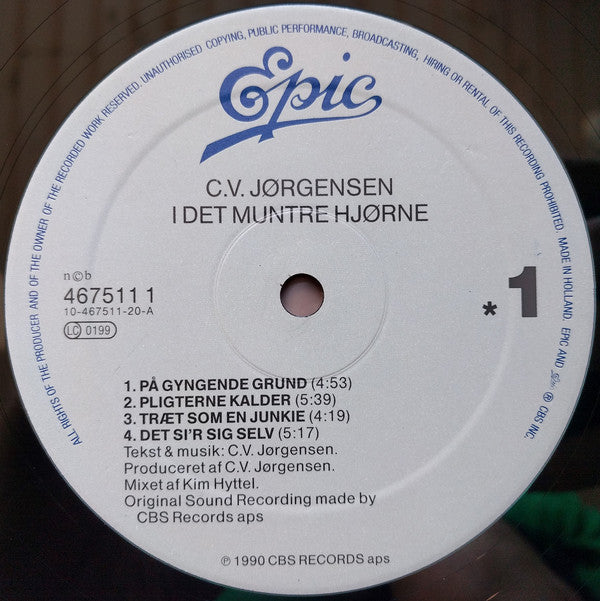 ALL RIGHTS OF THE PRODUCER AND OF THE OWNER OF THE RECORDED WORK RESERVED. UNAUTHORISED COPYING, PUBLIC PERFORMANCE, BROADCASTING, HIRING OR RENTAL OF THIS RECORDING PROHIBITED. MADE IN HOLLAND. EPIC AND Epic ® CBS INC.
Epic
C.V. JØRGENSEN
I DET MUNTRE HJØRNE
n©b
467511 1
10-467511-20-A
LC 0199
* 1
1. PÅ GYNGENDE GRUND (4:53)
2. PLIGTERNE KALDER (5:39)
3. TRÆT SOM EN JUNKIE (4:19)
4. DET SI'R SIG SELV (5:17)
Tekst & musik: C.V. Jørgensen.
Produceret af C.V. Jørgensen.
Mixet af Kim Hyttel.
Original Sound Recording made by
CBS Records aps
℗ 1990 CBS RECORDS aps